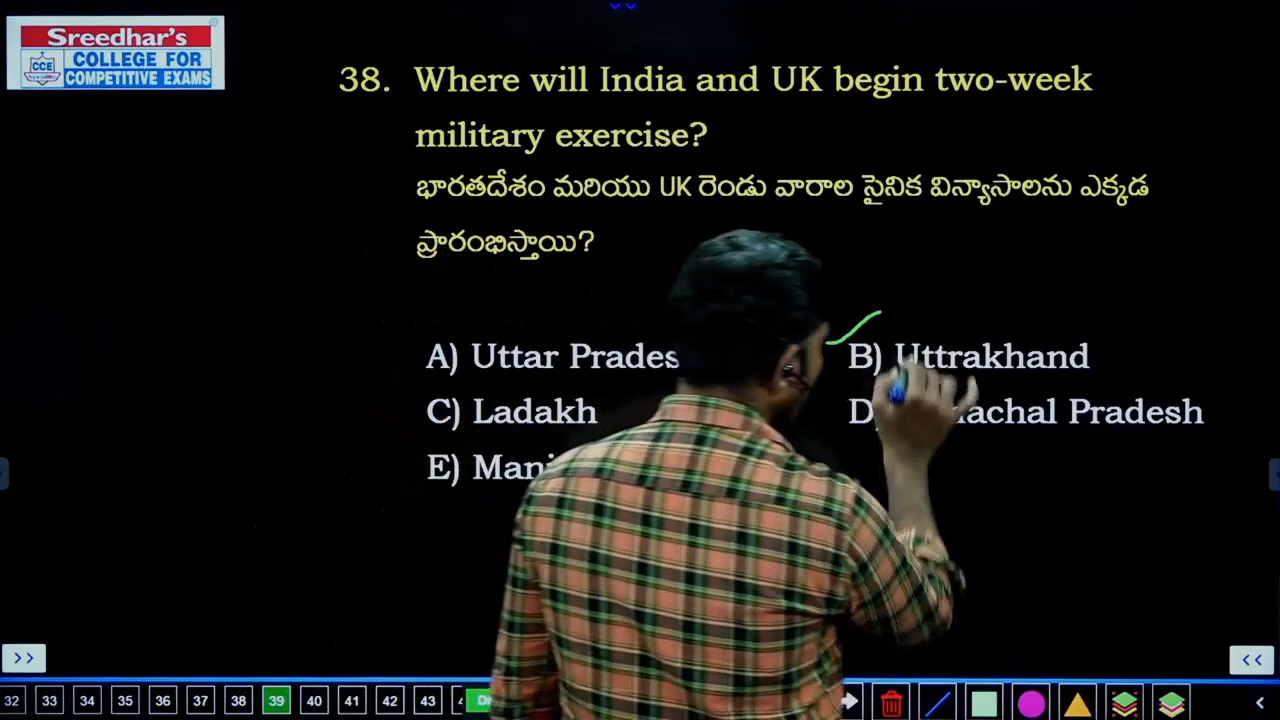 Sreedhar's
CCE
COLLEGE FOR
COMPETITIVE EXAMS
38. Where will India and UK begin two-week
military exercise?
భారతదేశం మరియు UK రెండు వారాల సైనిక విన్యాసాలను ఎక్కడ
ప్రారంభిస్తాయి?
A) Uttar Prades
B) Uttrakhand
C) Ladakh
achal Pradesh
E) Mani
>> <<
32 33 34 35 36 37 38 39 40 41 42 43